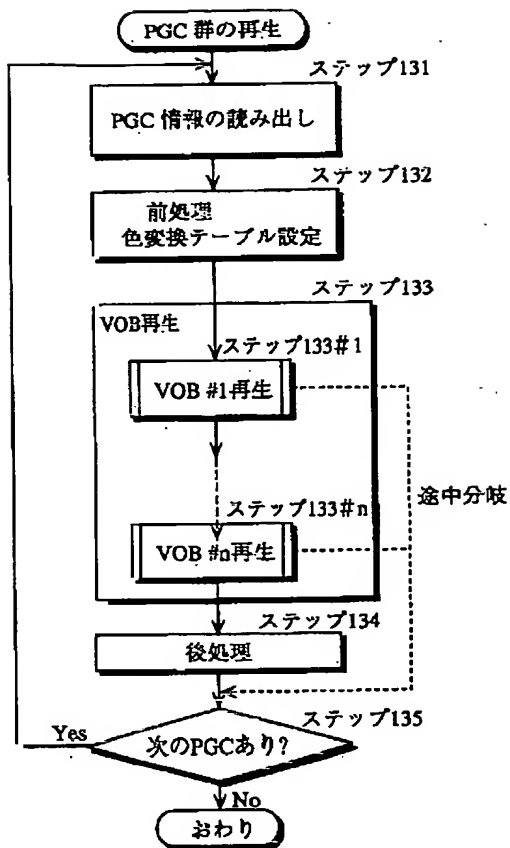 PGC 群の再生
ステップ131
PGC 情報の読み出し
ステップ132
前処理
色変換テーブル設定
ステップ133
VOB再生
ステップ133#1
VOB #1再生
途中分岐
ステップ133#n
VOB #n再生
ステップ134
後処理
ステップ135
Yes
次のPGCあり?
No
おわり